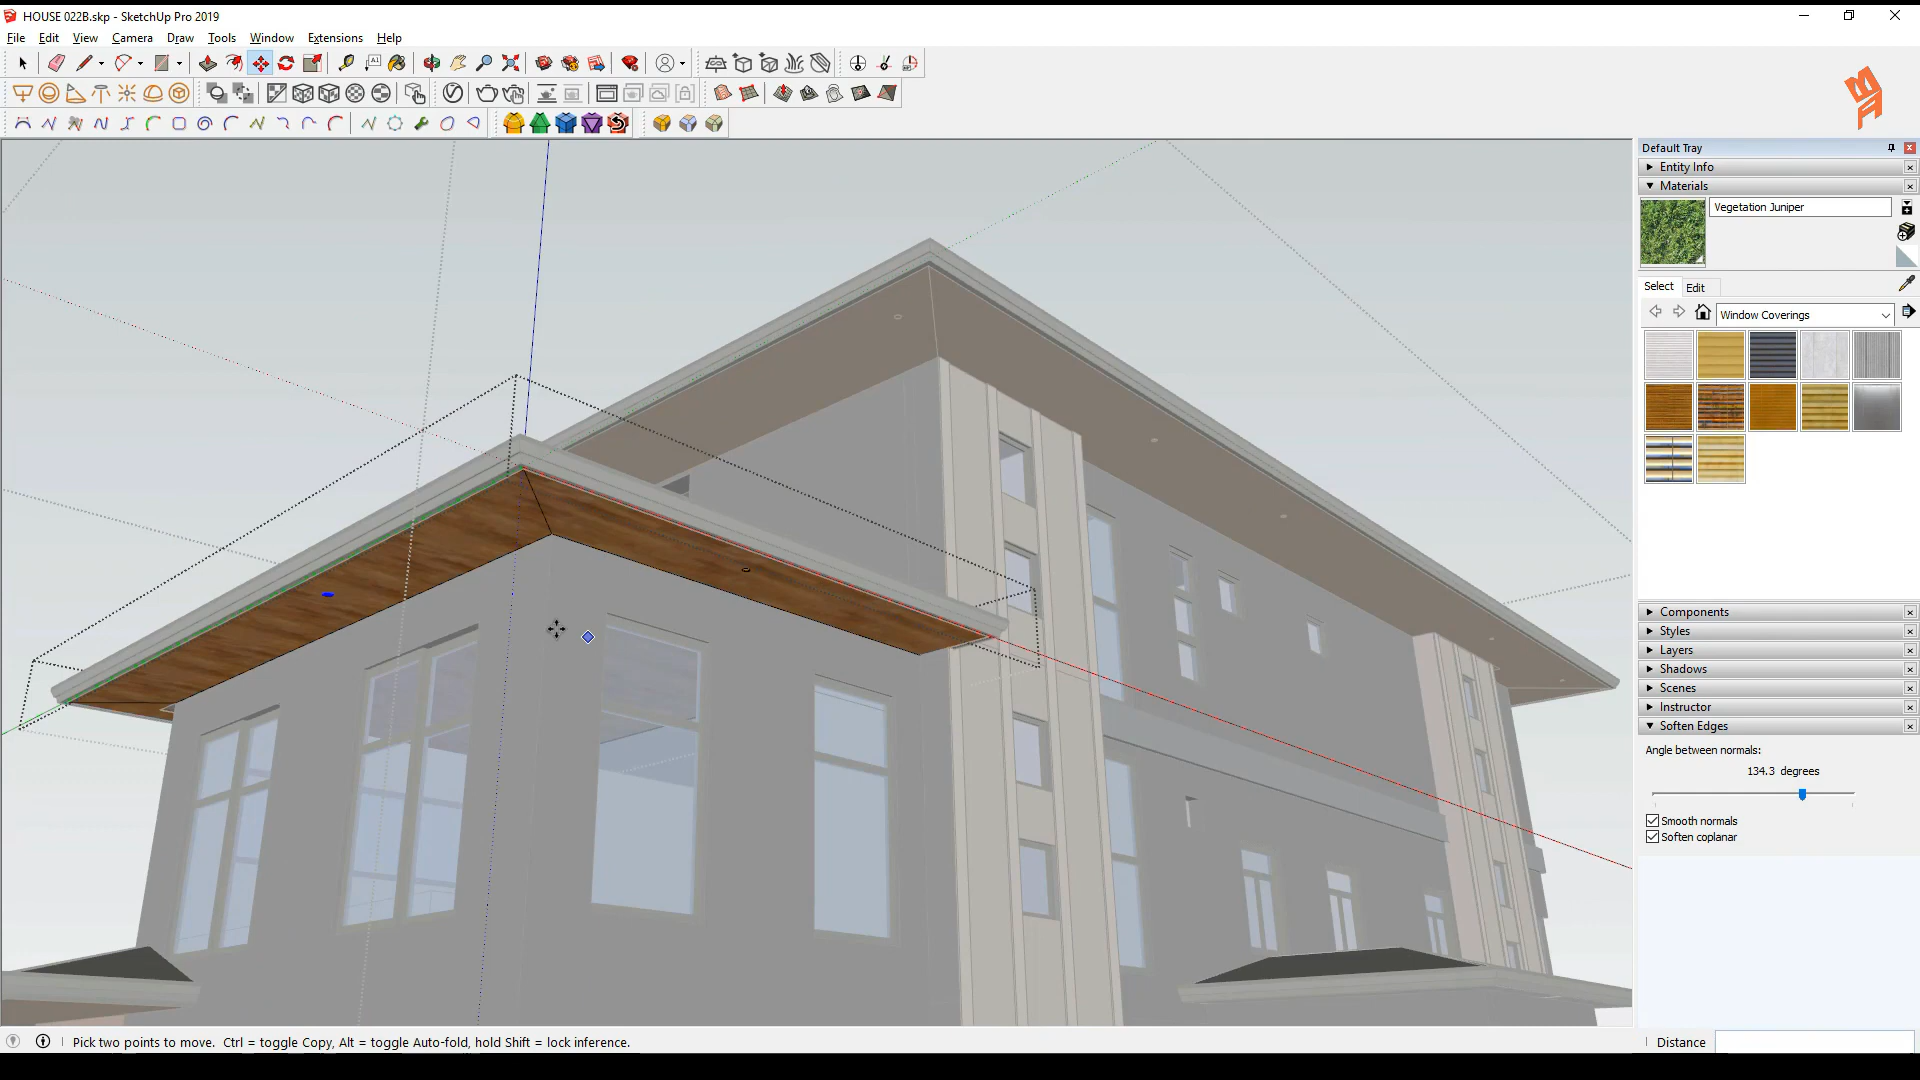 HOUSE 022B.skp - SketchUp Pro 2019
File Edit View Camera Draw Tools Window Extensions Help
Default Tray
Entity Info
Materials
Vegetation Juniper
Select Edit
Window Coverings
Components
Styles
Layers
Shadows
Scenes
Instructor
Soften Edges
Angle between normals:
134.3 degrees
Smooth normals
Soften coplanar
Pick two points to move. Ctrl = toggle Copy, Alt = toggle Auto-fold, hold Shift = lock inference.
Distance